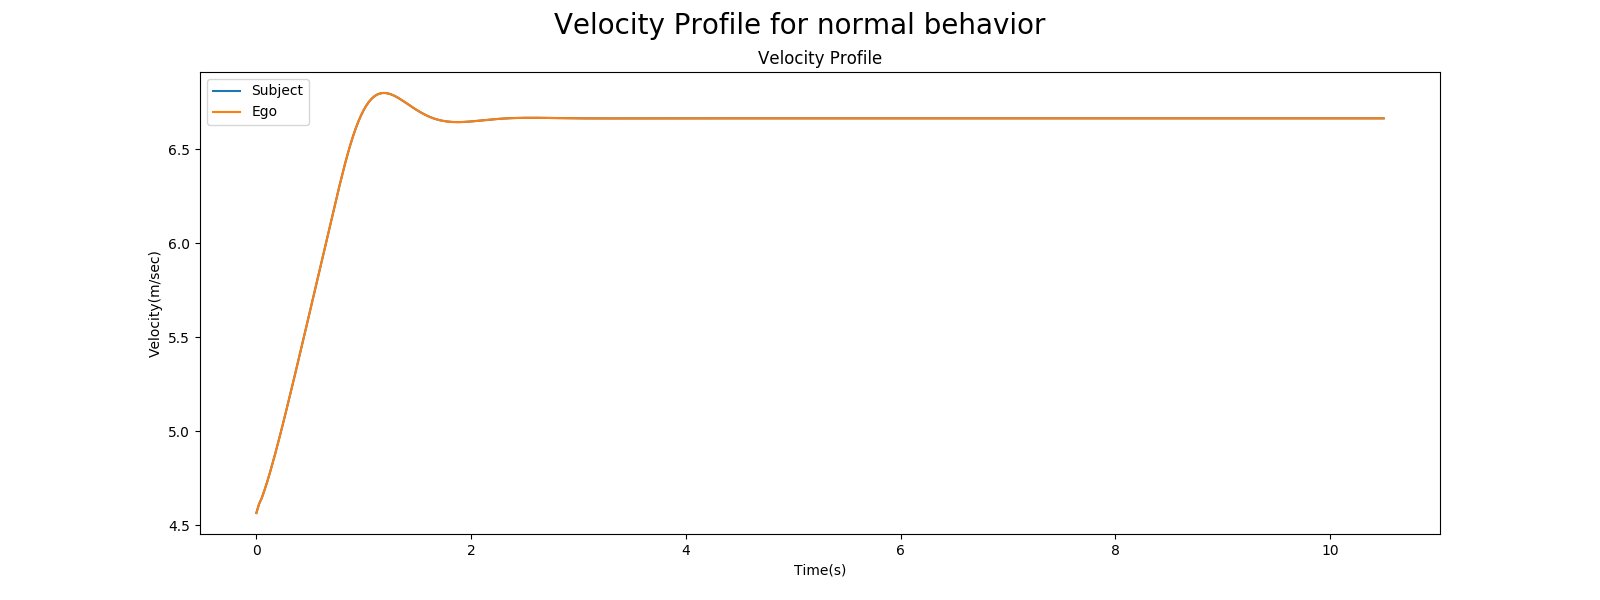 Velocity Profile for normal behavior
Velocity Profile
Subject
Ego
6.5
6.0
5.5
5.0
4.5
Velocity(m/sec)
0 2 4 6 8 10
Time(s)